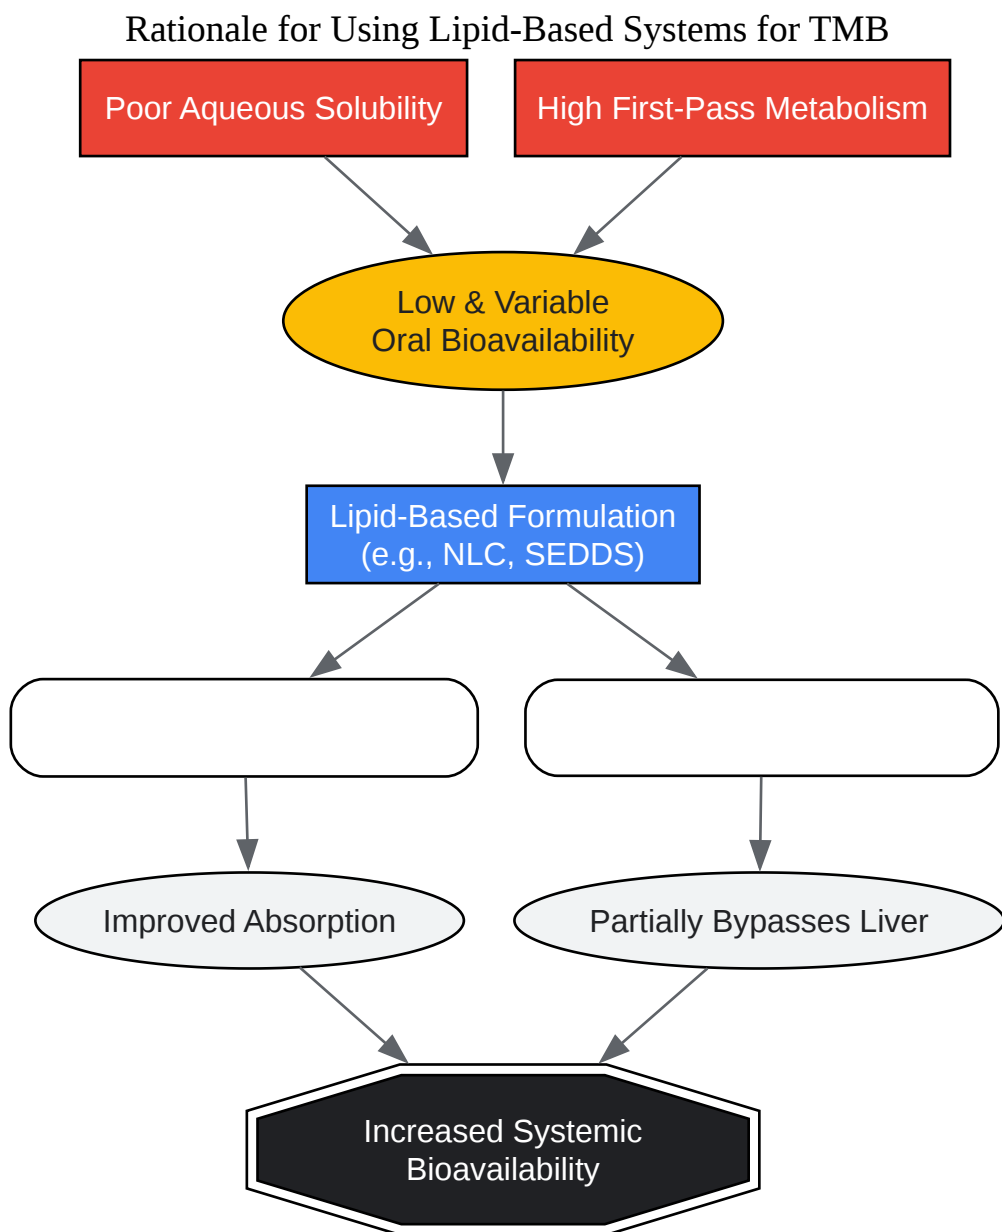 Rationale for Using Lipid-Based Systems for TMB
Poor Aqueous Solubility
High First-Pass Metabolism
Low & Variable
Oral Bioavailability
Lipid-Based Formulation
(e.g., NLC, SEDDS)
Improved Absorption
Partially Bypasses Liver
Increased Systemic
Bioavailability